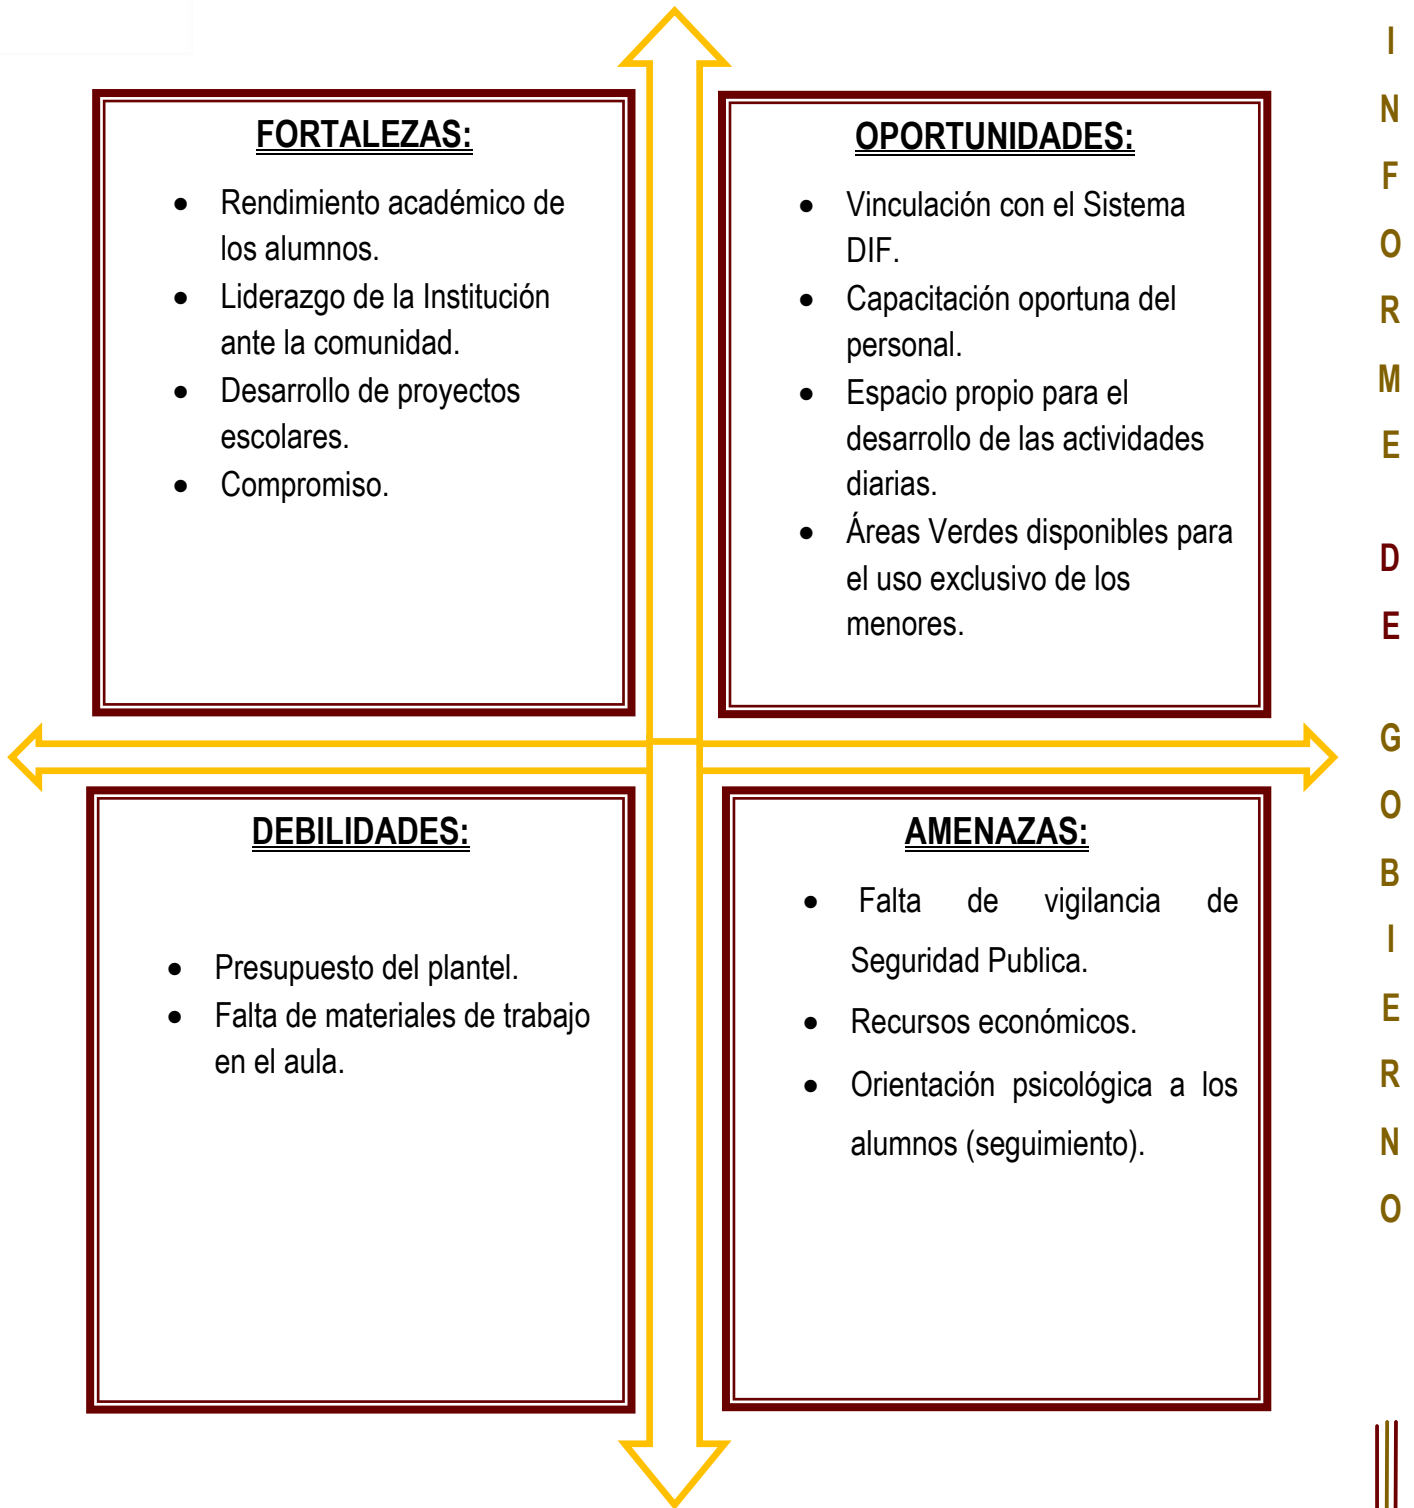 FORTALEZAS:
• Rendimiento académico de
los alumnos.
• Liderazgo de la Institución
ante la comunidad.
• Desarrollo de proyectos
escolares.
• Compromiso.
OPORTUNIDADES:
• Vinculación con el Sistema
DIF.
• Capacitación oportuna del
personal.
• Espacio propio para el
desarrollo de las actividades
diarias.
• Áreas Verdes disponibles para
el uso exclusivo de los
menores.
DEBILIDADES:
• Presupuesto del plantel.
• Falta de materiales de trabajo
en el aula.
AMENAZAS:
• Falta de vigilancia de
Seguridad Publica.
• Recursos económicos.
• Orientación psicológica a los
alumnos (seguimiento).
INFORME DE GOBIERNO